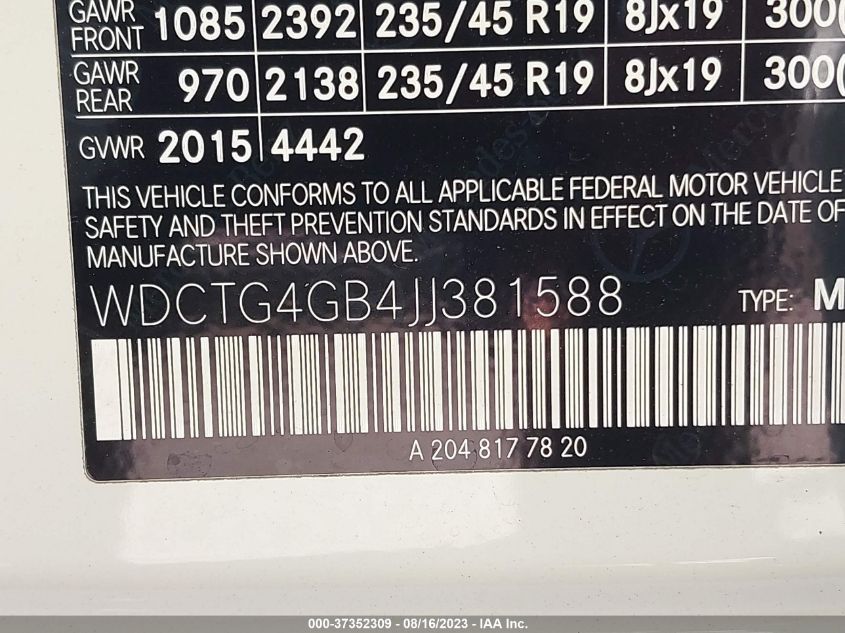 GAWR FRONT 1085 2392 235/45 R19 8Jx19 300(
GAWR REAR 970 2138 235/45 R19 8Jx19 300(
GVWR 2015 4442
THIS VEHICLE CONFORMS TO ALL APPLICABLE FEDERAL MOTOR VEHICLE
SAFETY AND THEFT PREVENTION STANDARDS IN EFFECT ON THE DATE OF
MANUFACTURE SHOWN ABOVE.
WDCTG4GB4JJ381588 TYPE: M
A 204 817 78 20
000-37352309 - 08/16/2023 - IAA, Inc.